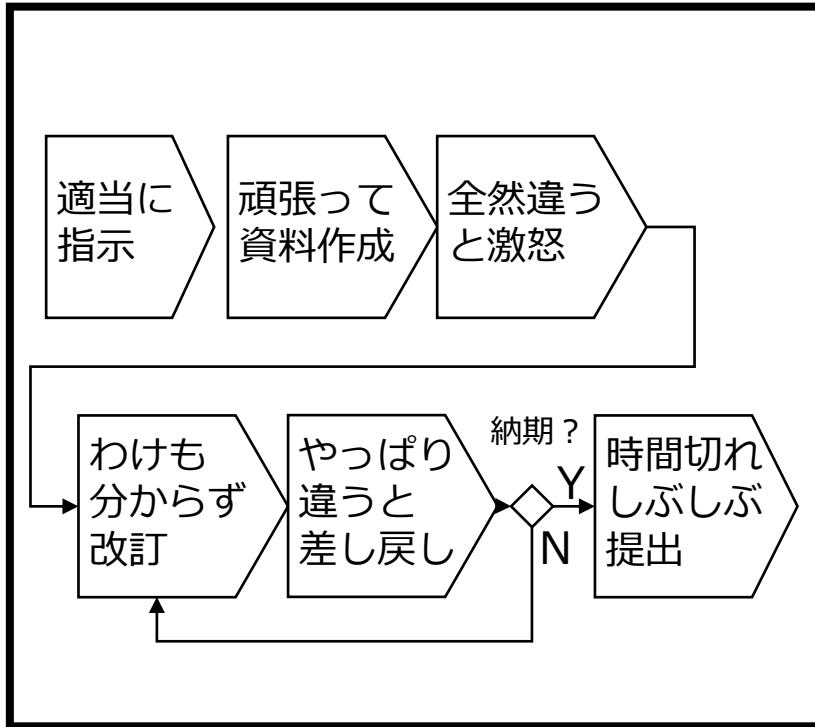 適当に
指示
頑張って
資料作成
全然違う
と激怒
わけも
分からず
改訂
やっぱり
違うと
差し戻し
納期？
Y
N
時間切れ
しぶしぶ
提出